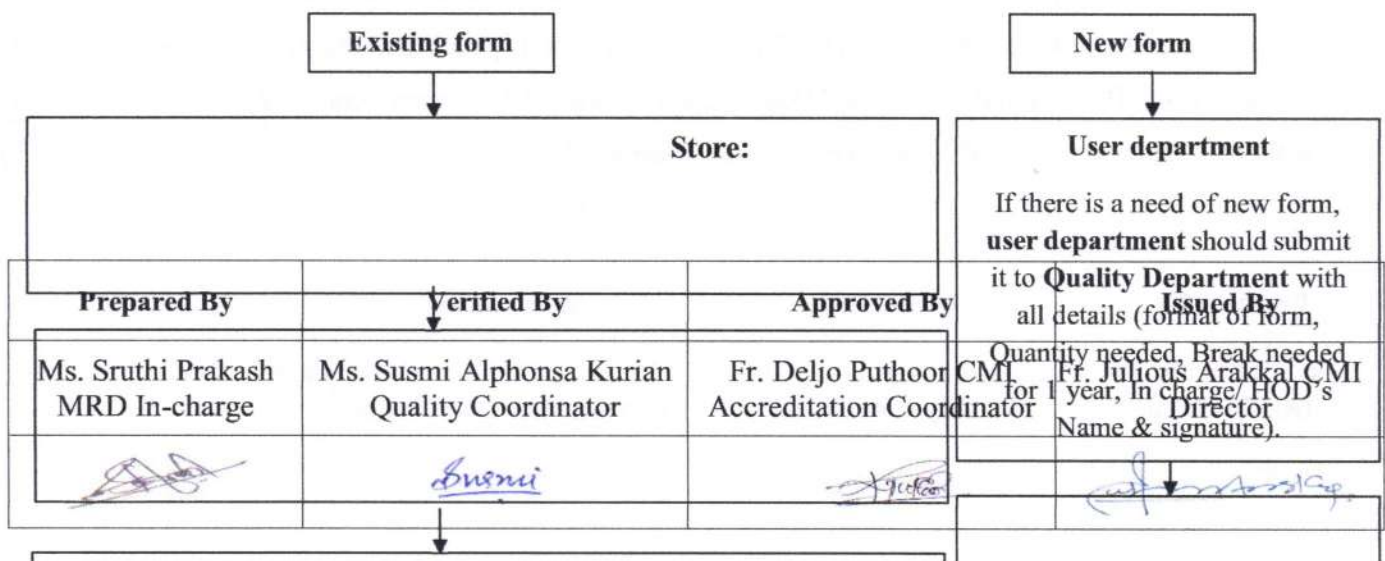 Existing form
New form
Store:
User department
If there is a need of new form,
user department should submit
it to Quality Department with
all details (format of form,
Quantity needed, Break needed
for 1 year, In charge/ HOD's
Name & signature).
Prepared By
Verified By
Approved By
Issued By
Ms. Sruthi Prakash
MRD In-charge
Ms. Susmi Alphonsa Kurian
Quality Coordinator
Fr. Deljo Puthoor CMI
Accreditation Coordinator
Fr. Julious Arakkal CMI
Director
Susmi